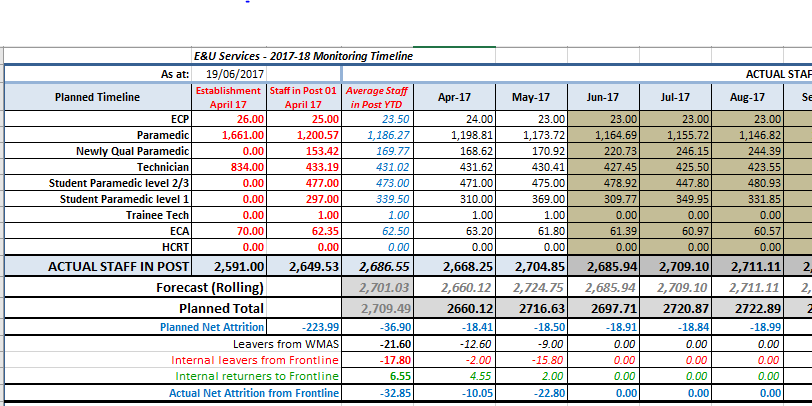 E&U Services - 2017-18 Monitoring Timeline
As at: 19/06/2017 ACTUAL STAF
Planned Timeline Establishment April 17 Staff in Post 01 April 17 Average Staff in Post YTD Apr-17 May-17 Jun-17 Jul-17 Aug-17 Se
ECP 26.00 25.00 23.50 24.00 23.00 23.00 23.00 23.00
Paramedic 1,661.00 1,200.57 1,186.27 1,198.81 1,173.72 1,164.69 1,155.72 1,146.82
Newly Qual Paramedic 0.00 153.42 169.77 168.62 170.92 220.73 246.15 244.39
Technician 834.00 433.19 431.02 431.62 430.41 427.45 425.50 423.55
Student Paramedic level 2/3 0.00 477.00 473.00 471.00 475.00 478.92 447.80 480.93
Student Paramedic level 1 0.00 297.00 339.50 310.00 369.00 309.77 349.95 331.85
Trainee Tech 0.00 1.00 1.00 1.00 1.00 0.00 0.00 0.00
ECA 70.00 62.35 62.50 63.20 61.80 61.39 60.97 60.57
HCRT 0.00 0.00 0.00 0.00 0.00 0.00 0.00 0.00
ACTUAL STAFF IN POST 2,591.00 2,649.53 2,686.55 2,668.25 2,704.85 2,685.94 2,709.10 2,711.11 2,
Forecast (Rolling) 2,701.03 2,660.12 2,724.75 2,685.94 2,709.10 2,711.11 2,
Planned Total 2,709.49 2660.12 2716.63 2697.71 2720.87 2722.89 2
Planned Net Attrition -223.99 -36.90 -18.41 -18.50 -18.91 -18.84 -18.99
Leavers from WMAS -21.60 -12.60 -9.00 0.00 0.00 0.00
Internal leavers from Frontline -17.80 -2.00 -15.80 0.00 0.00 0.00
Internal returners to Frontline 6.55 4.55 2.00 0.00 0.00 0.00
Actual Net Attrition from Frontline -32.85 -10.05 -22.80 0.00 0.00 0.00